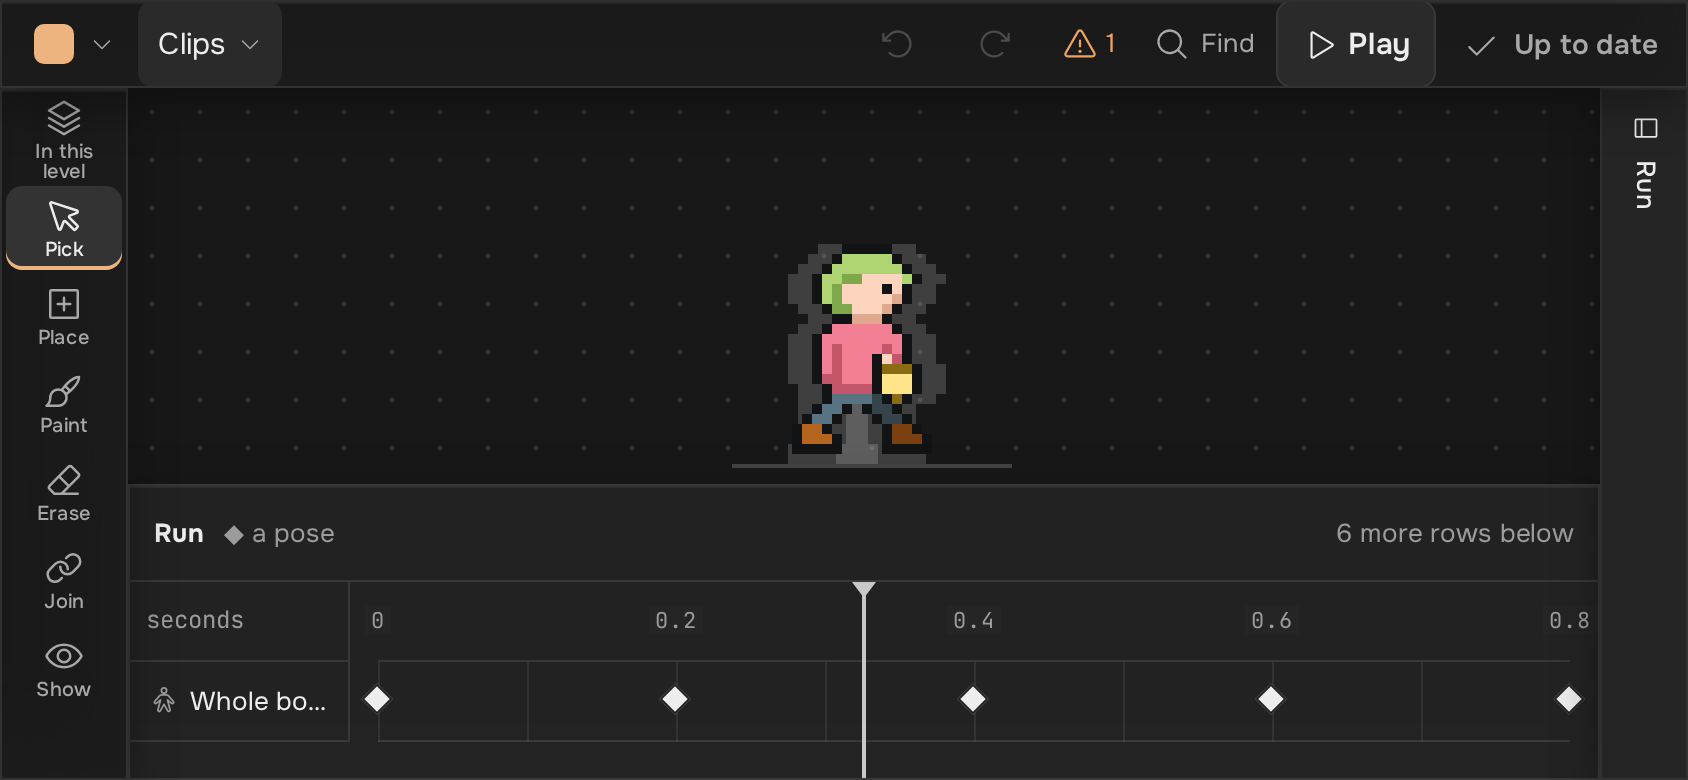 Clips
1
Find
Play
Up to date
In this
level
Pick
Place
Paint
Erase
Join
Show
Run
Run
a pose
6 more rows below
seconds
0
0.2
0.4
0.6
0.8
Whole bo...